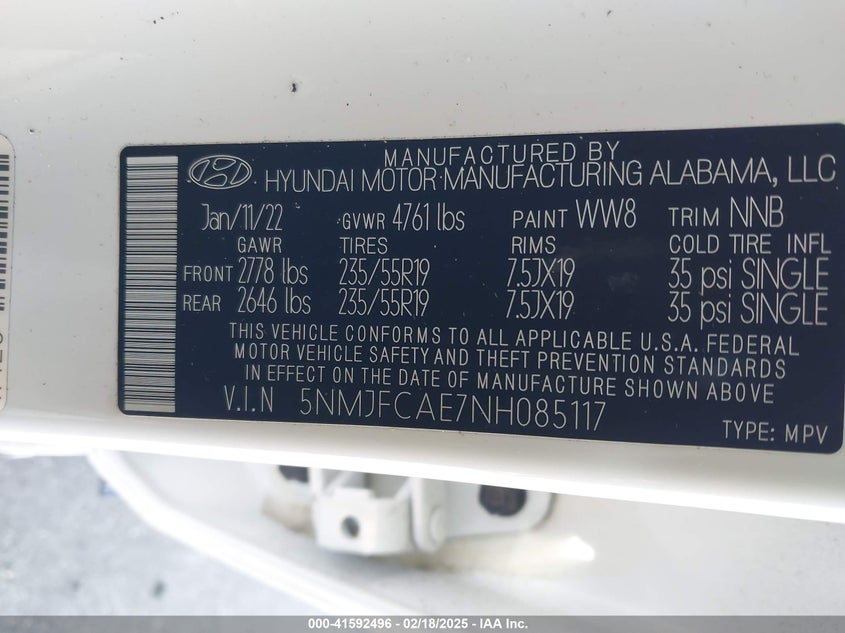 MANUFACTURED BY
HYUNDAI MOTOR MANUFACTURING ALABAMA, LLC
Jan/11/22 GVWR 4761 lbs PAINT WW8 TRIM NNB
GAWR TIRES RIMS COLD TIRE INFL
FRONT 2778 lbs 235/55R19 7.5JX19 35 psi SINGLE
REAR 2646 lbs 235/55R19 7.5JX19 35 psi SINGLE
THIS VEHICLE CONFORMS TO ALL APPLICABLE U.S.A. FEDERAL
MOTOR VEHICLE SAFETY AND THEFT PREVENTION STANDARDS
IN EFFECT ON THE DATE OF MANUFACTURE SHOWN ABOVE
V.I.N 5NMJFCAE7NH085117
TYPE: MPV
000-41592496 - 02/18/2025 - IAA Inc.